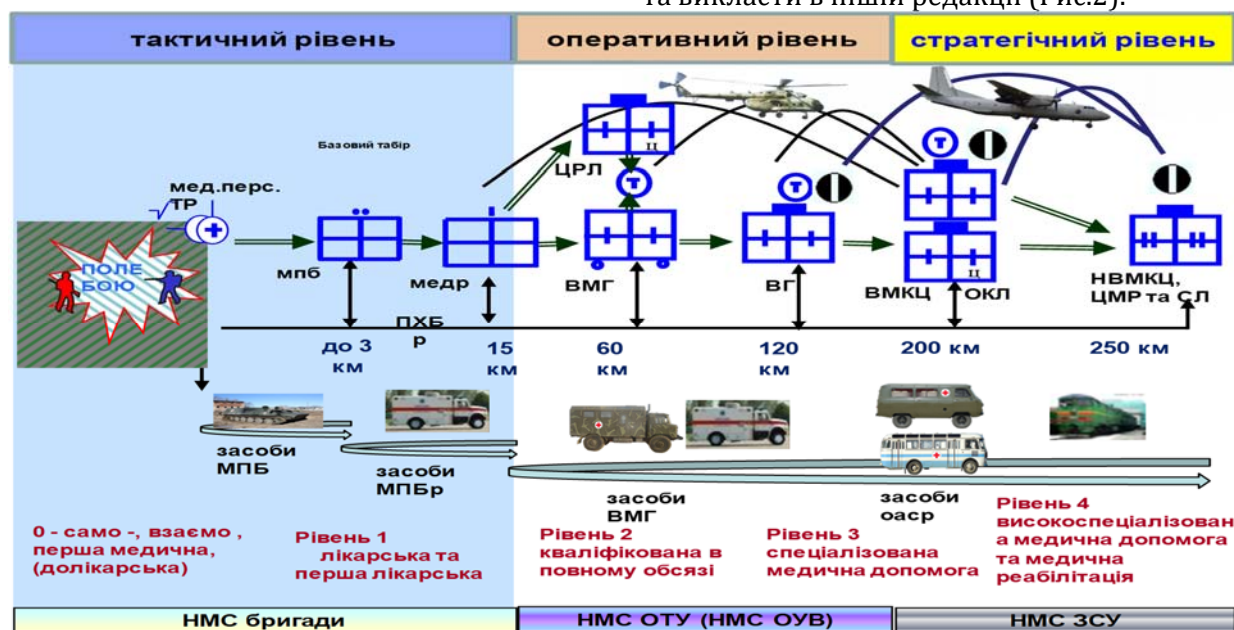 та викласти в іншій редакції (Рис.2).
тактичний рівень
оперативний рівень
стратегічний рівень
Базовий табір
мед.перс.
ТР
ПОЛЕ
БОЮ
мпб
медр
ЦРЛ
Ц
Т
ВМГ
Т
ВГ
Т
ВМКЦ
Ц
ОКЛ
НВМКЦ,
ЦМР та СЛ
ПХБ
р
до 3
км
15
км
60
км
120
км
200 км
250 км
засоби
МПБ
засоби
МПБр
засоби
ВМГ
засоби
оаср
0 - само -, взаємо ,
перша медична,
(долікарська)
Рівень 1
лікарська та
перша лікарська
Рівень 2
кваліфікована в
повному обсязі
Рівень 3
спеціалізована
медична допомога
Рівень 4
високоспеціалізован
а медична допомога
та медична
реабілітація
НМС бригади
НМС ОТУ (НМС ОУВ)
НМС ЗСУ